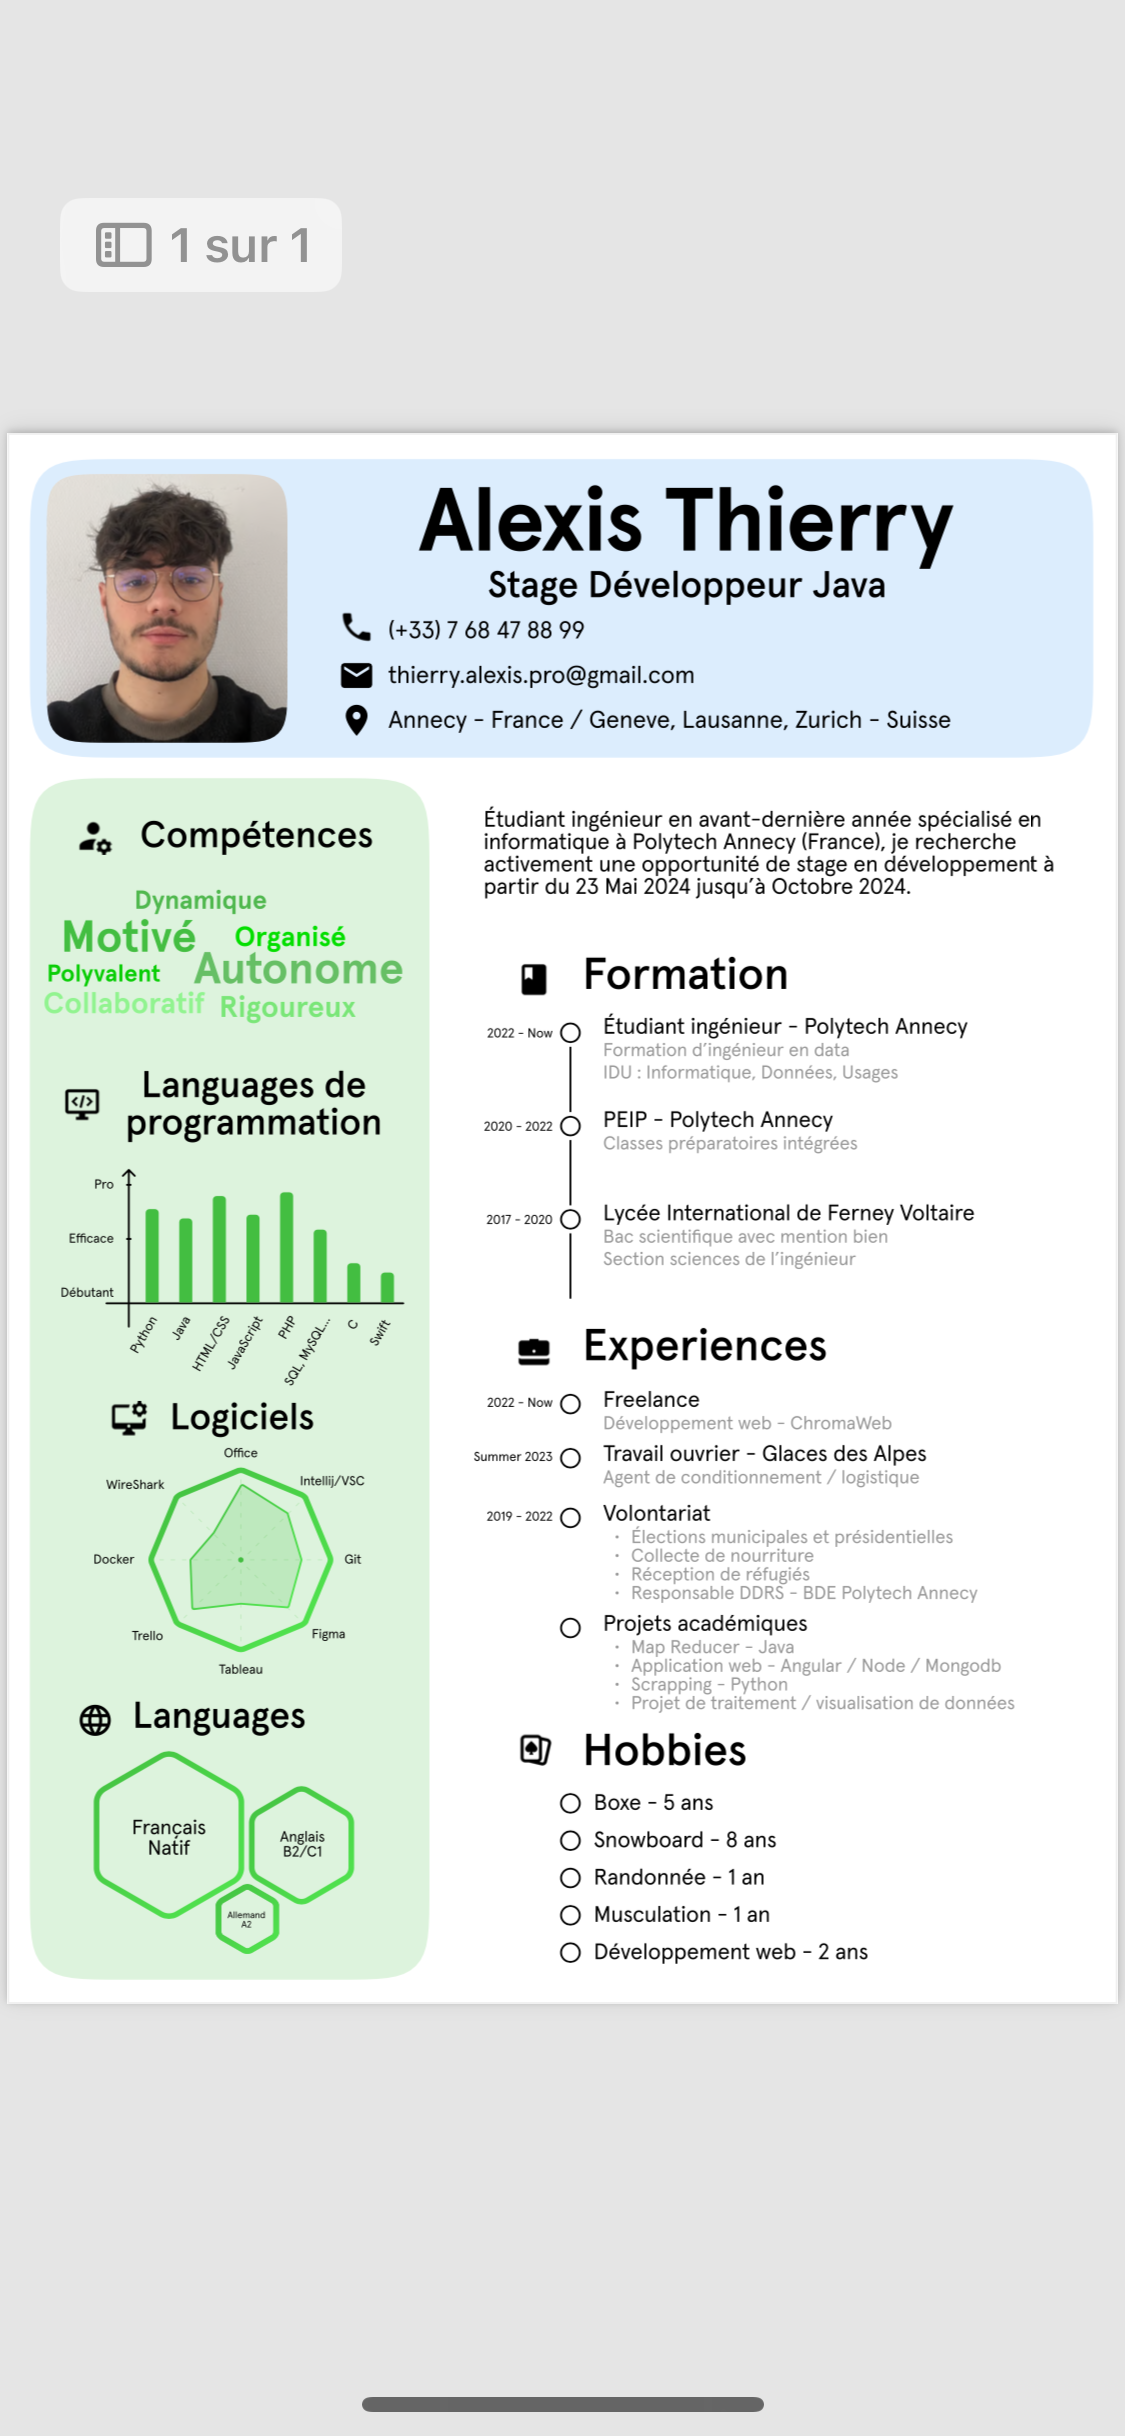 1 sur 1
Alexis Thierry
Stage Développeur Java
(+33) 7 68 47 88 99
thierry.alexis.pro@gmail.com
Annecy - France / Geneve, Lausanne, Zurich - Suisse
Compétences
Dynamique
Motivé
Organisé
Polyvalent
Autonome
Collaboratif
Rigoureux
Languages de
programmation
Pro
Efficace
Débutant
Python
Java
HTML/CSS
JavaScript
PHP
SQL, MySQL...
C
Swift
Logiciels
Office
WireShark
Intellij/VSC
Docker
Git
Trello
Figma
Tableau
Languages
Français
Natif
Anglais
B2/C1
Allemand
A2
Étudiant ingénieur en avant-dernière année spécialisé en
informatique à Polytech Annecy (France), je recherche
activement une opportunité de stage en développement à
partir du 23 Mai 2024 jusqu'à Octobre 2024.
Formation
2022 - Now
Étudiant ingénieur - Polytech Annecy
Formation d'ingénieur en data
IDU : Informatique, Données, Usages
2020 - 2022
PEIP - Polytech Annecy
Classes préparatoires intégrées
2017 - 2020
Lycée International de Ferney Voltaire
Bac scientifique avec mention bien
Section sciences de l'ingénieur
Experiences
2022 - Now
Freelance
Développement web - ChromaWeb
Summer 2023
Travail ouvrier - Glaces des Alpes
Agent de conditionnement / logistique
2019 - 2022
Volontariat
• Élections municipales et présidentielles
• Collecte de nourriture
• Réception de réfugiés
• Responsable DDRS - BDE Polytech Annecy
Projets académiques
• Map Reducer - Java
• Application web - Angular / Node / Mongodb
• Scrapping - Python
• Projet de traitement / visualisation de données
Hobbies
Boxe - 5 ans
Snowboard - 8 ans
Randonnée - 1 an
Musculation - 1 an
Développement web - 2 ans